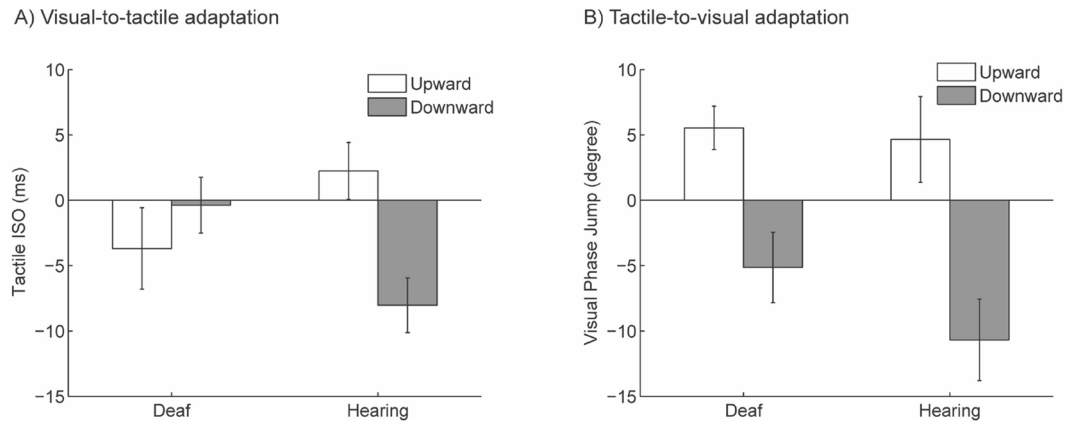 A) Visual-to-tactile adaptation
10
5
0
−5
−10
−15
Tactile ISO (ms)
Upward
Downward
Deaf
Hearing
B) Tactile-to-visual adaptation
10
5
0
−5
−10
−15
Visual Phase Jump (degree)
Upward
Downward
Deaf
Hearing